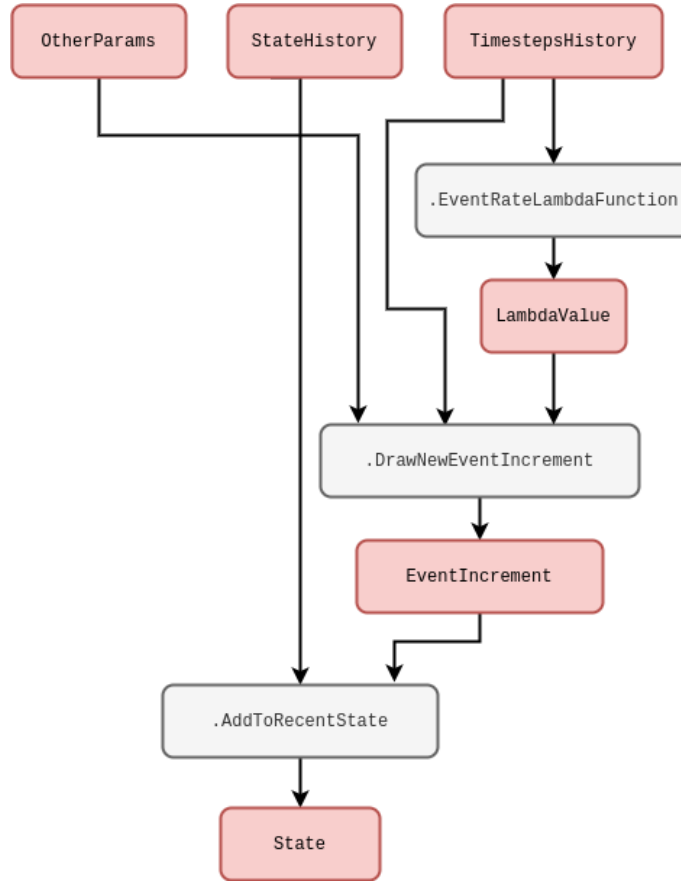 OtherParams
StateHistory
TimestepsHistory
.EventRateLambdaFunction
LambdaValue
.DrawNewEventIncrement
EventIncrement
.AddToRecentState
State